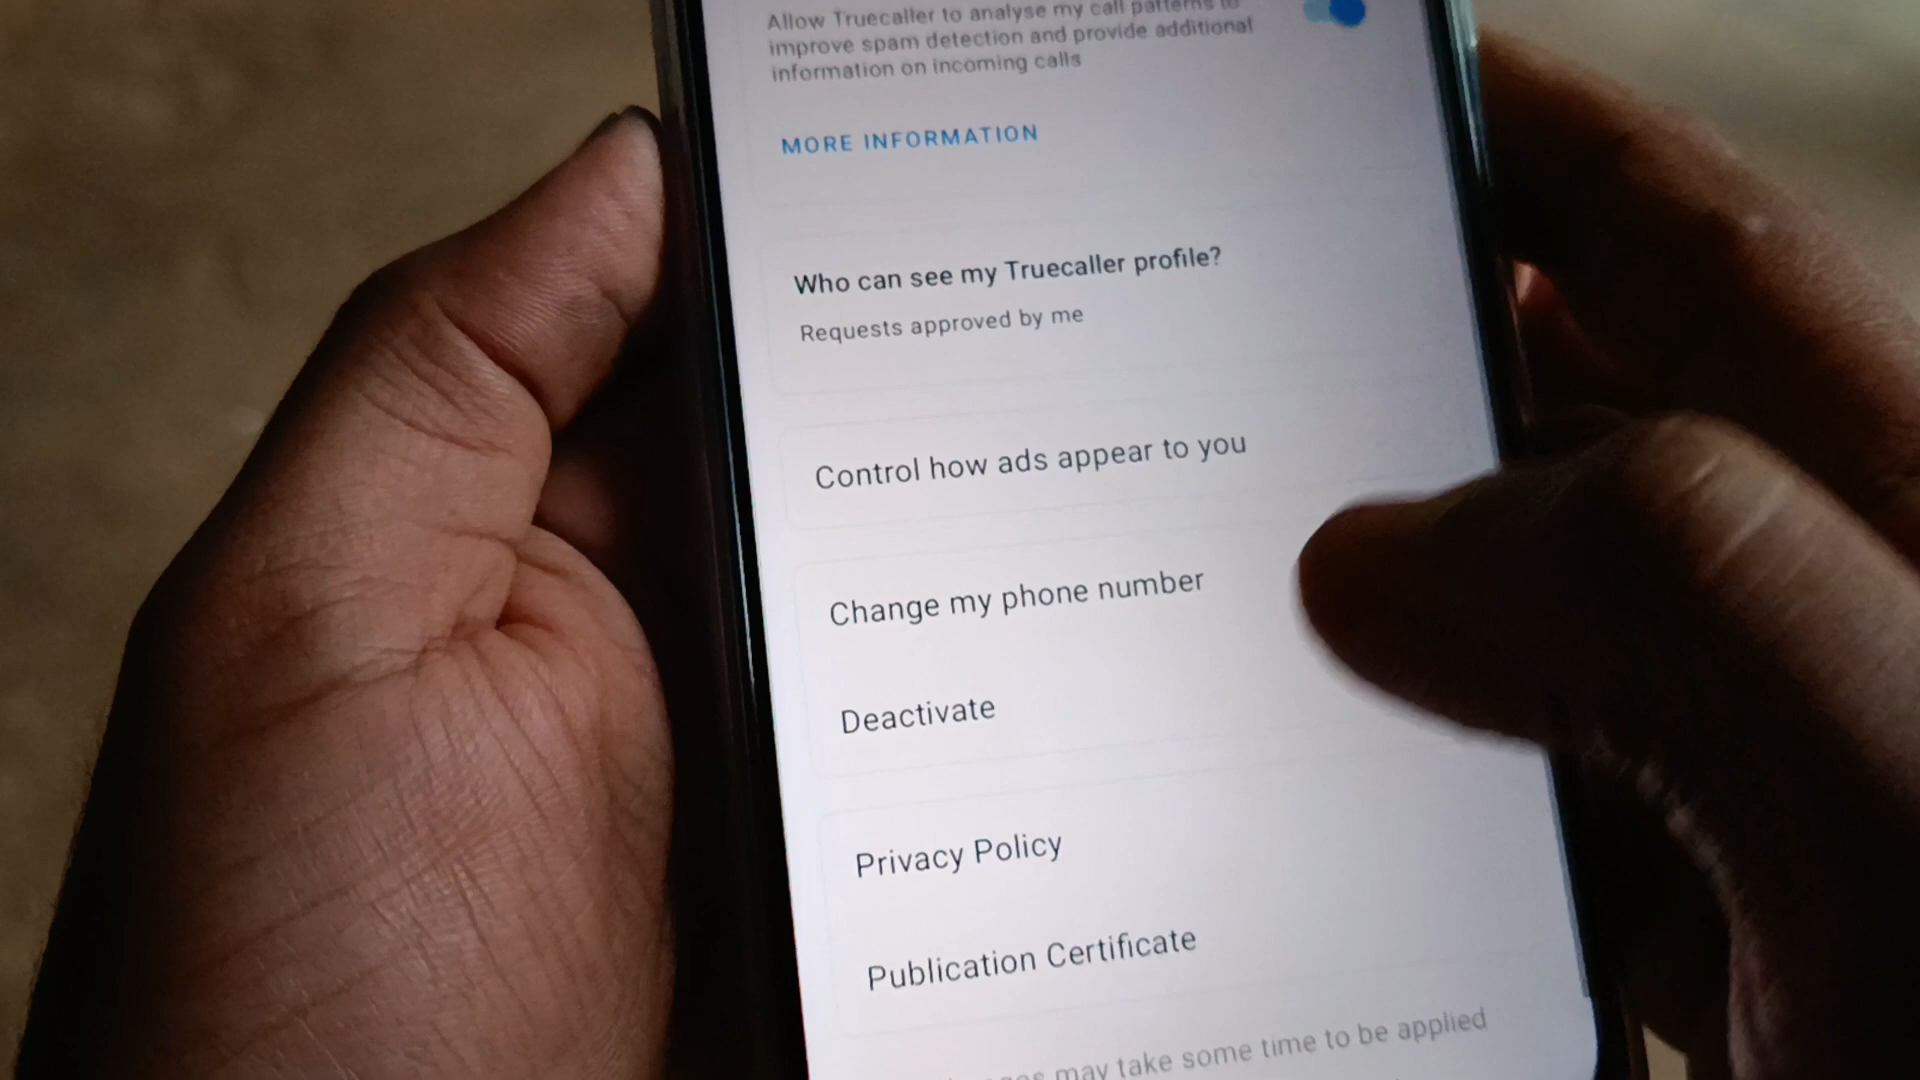 Allow Truecaller to analyse my call patterns to
improve spam detection and provide additional
information on incoming calls
MORE INFORMATION
Who can see my Truecaller profile?
Requests approved by me
Control how ads appear to you
Change my phone number
Deactivate
Privacy Policy
Publication Certificate
may take some time to be applied